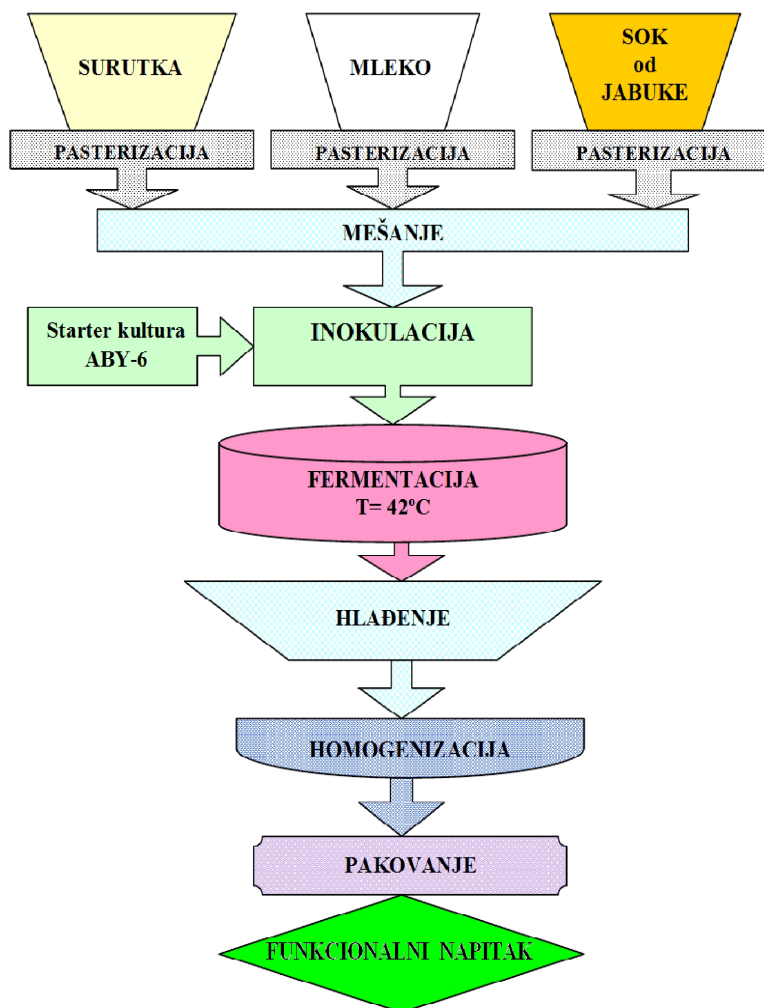 SURUTKA
MLEKO
SOK
od
JABUKE
PASTERIZACIJA
PASTERIZACIJA
PASTERIZACIJA
MEŠANJE
Starter kultura
ABY-6
INOKULACIJA
FERMENTACIJA
T= 42ºC
HLAĐENJE
HOMOGENIZACIJA
PAKOVANJE
FUNKCIONALNI NAPITAK